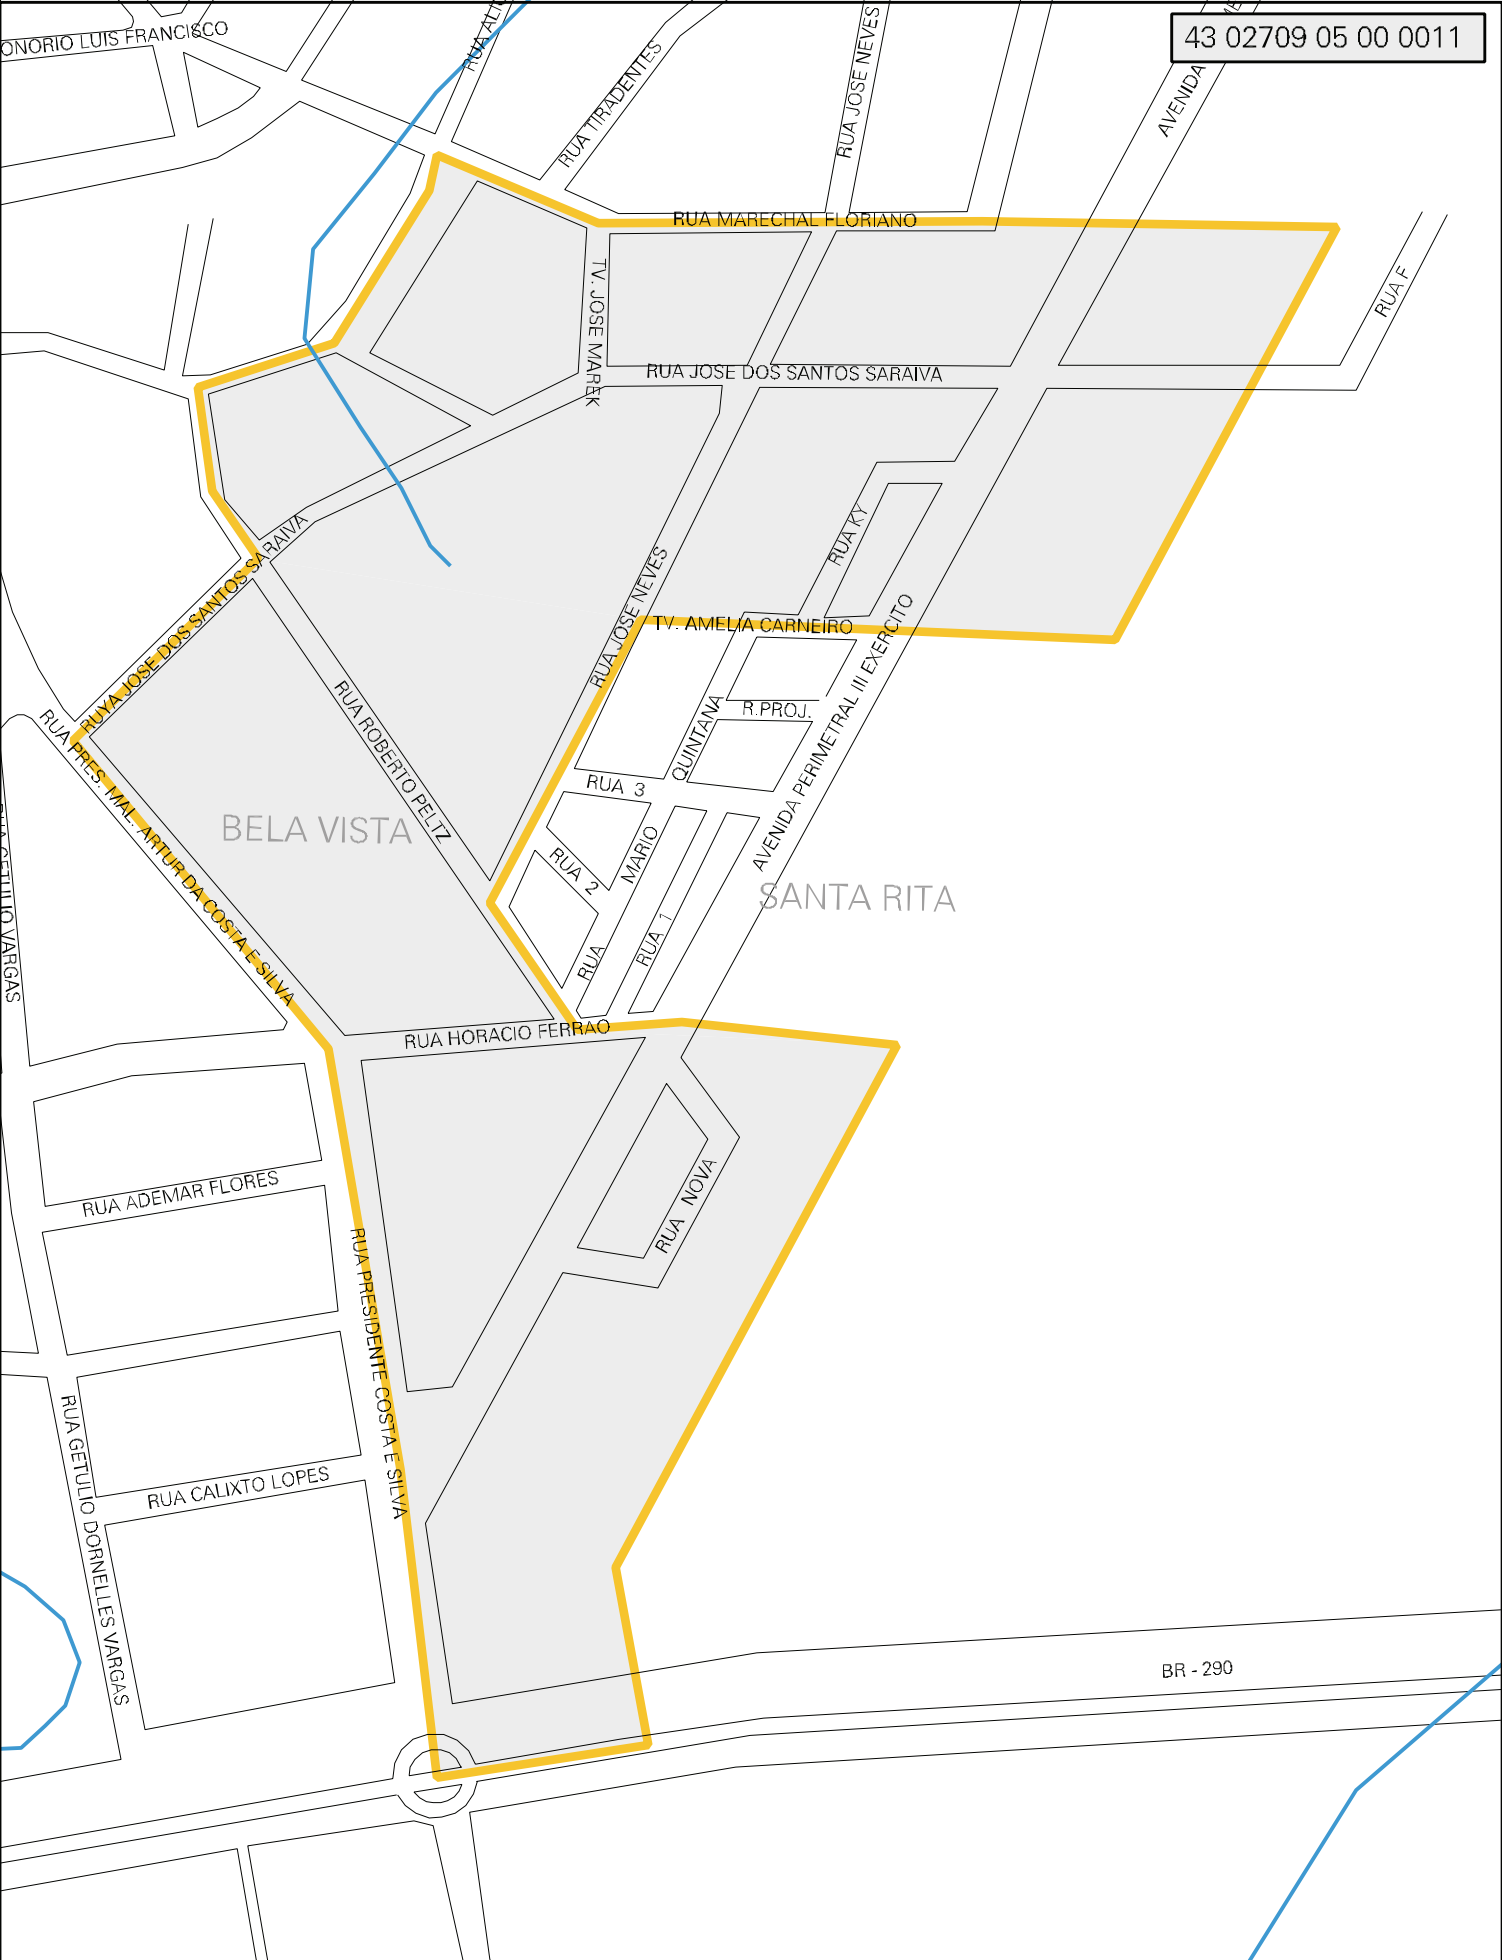 43 02709 05 00 0011
ONORIO LUIS FRANCISCO
RUA TIRADENTES
RUA JOSE NEVES
AVENIDA
RUA MARECHAL FLORIANO
RUA F
TV. JOSE MAREK
RUA JOSE DOS SANTOS SARAIVA
RUA KY
RUYA JOSE DOS SANTOS SARAIVA
RUA JOSE NEVES
TV. AMELIA CARNEIRO
AVENIDA PERIMETRAL III EXERCITO
R.PROJ.
RUA ROBERTO PELTZ
RUA PRES. MAL. ARTUR DA COSTA E SILVA
RUA 3
RUA MARIO QUINTANA
RUA 2
RUA 1
BELA VISTA
SANTA RITA
RUA GETULIO VARGAS
RUA HORACIO FERRAO
RUA NOVA
RUA ADEMAR FLORES
RUA PRESIDENTE COSTA E SILVA
RUA CALIXTO LOPES
RUA GETULIO DORNELLES VARGAS
BR - 290